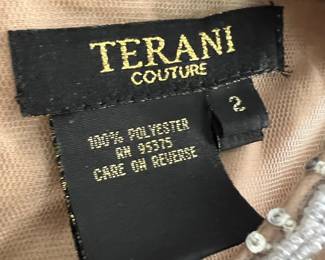 TERANI
COUTURE
2
100% POLYESTER
RN 95375
CARE ON REVERSE